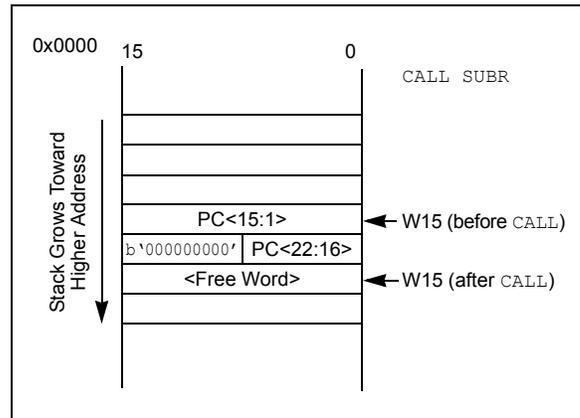 0x0000 15 0
CALL SUBR
Stack Grows Toward
Higher Address
PC<15:1> W15 (before CALL)
b‘000000000’ PC<22:16>
<Free Word> W15 (after CALL)